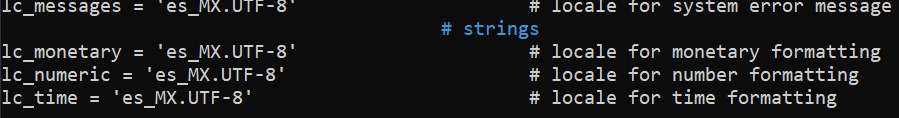 lc_messages = 'es_MX.UTF-8' # locale for system error message
# strings
lc_monetary = 'es_MX.UTF-8' # locale for monetary formatting
lc_numeric = 'es_MX.UTF-8' # locale for number formatting
lc_time = 'es_MX.UTF-8' # locale for time formatting